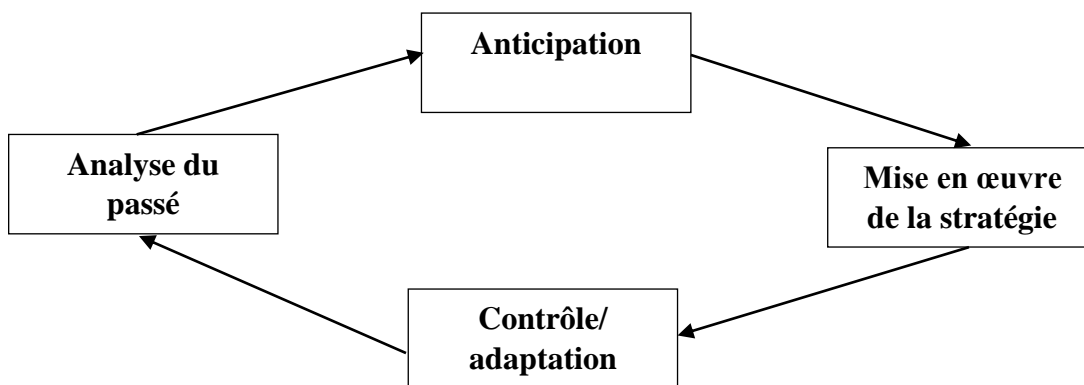 Anticipation
Analyse du
passé
Mise en œuvre
de la stratégie
Contrôle/
adaptation